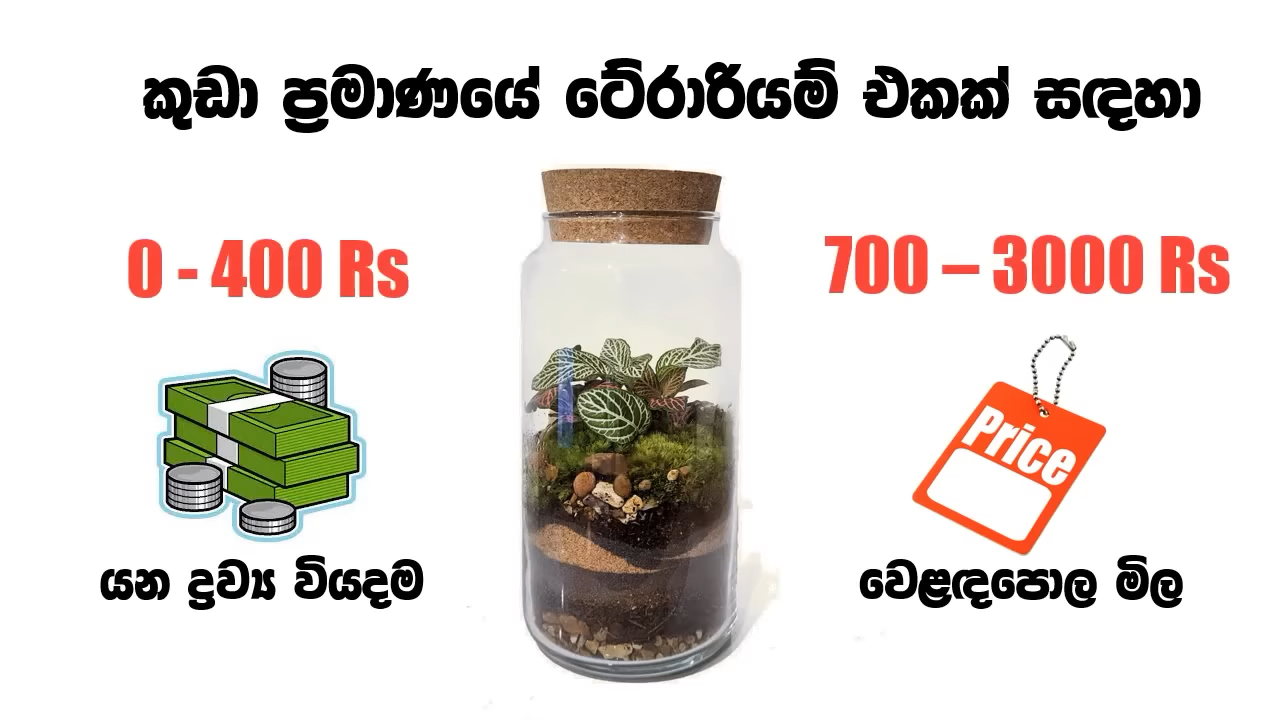 කුඩා ප්‍රමාණයේ ටේරාරියම් එකක් සඳහා
0 - 400 Rs
700 – 3000 Rs
Price
යන ද්‍රව්‍ය වියදම
වෙළඳපොල මිල